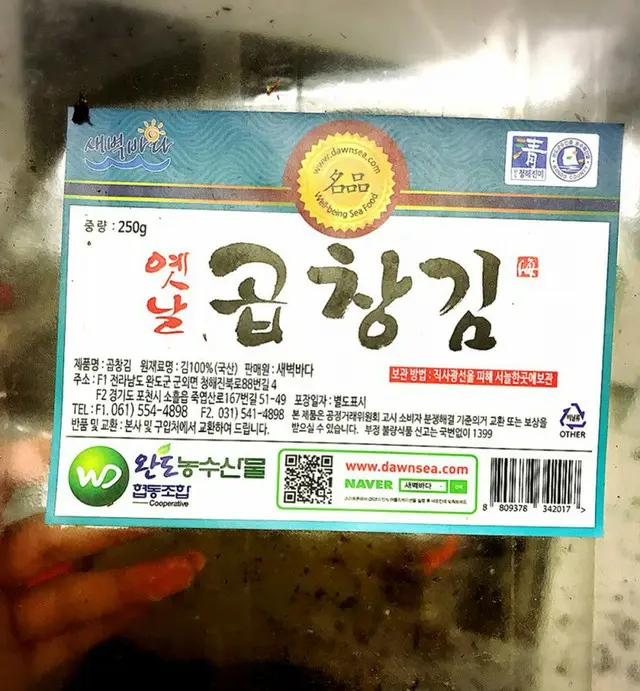 새벽바다
www.dawnsea.com
名品
Well-being Sea Food
靑
청해진미
중량 : 250g
옛날
곱창김
제품명 : 곱창김 원재료명 : 김100%(국산) 판매원 : 새벽바다
보관 방법 : 직사광선을 피해 서늘한곳에보관
주소 : F1 전라남도 완도군 군외면 청해진북로88번길 4
F2 경기도 포천시 소흘읍 죽엽산로167번길 51-49 포장일자 : 별도표시
TEL : F1. 061) 554-4898 F2. 031) 541-4898
본 제품은 공정거래위원회 고시 소비자 분쟁해결 기준의거 교환 또는 보상을
반품 및 교환 : 본사 및 구입처에서 교환하여 드립니다.
받으실 수 있습니다. 부정 불량식품 신고는 국번없이 1399
비닐류
OTHER
WD
완도농수산물
협동조합
Cooperative
www.dawnsea.com
NAVER 새벽바다
8 809378 342017 >